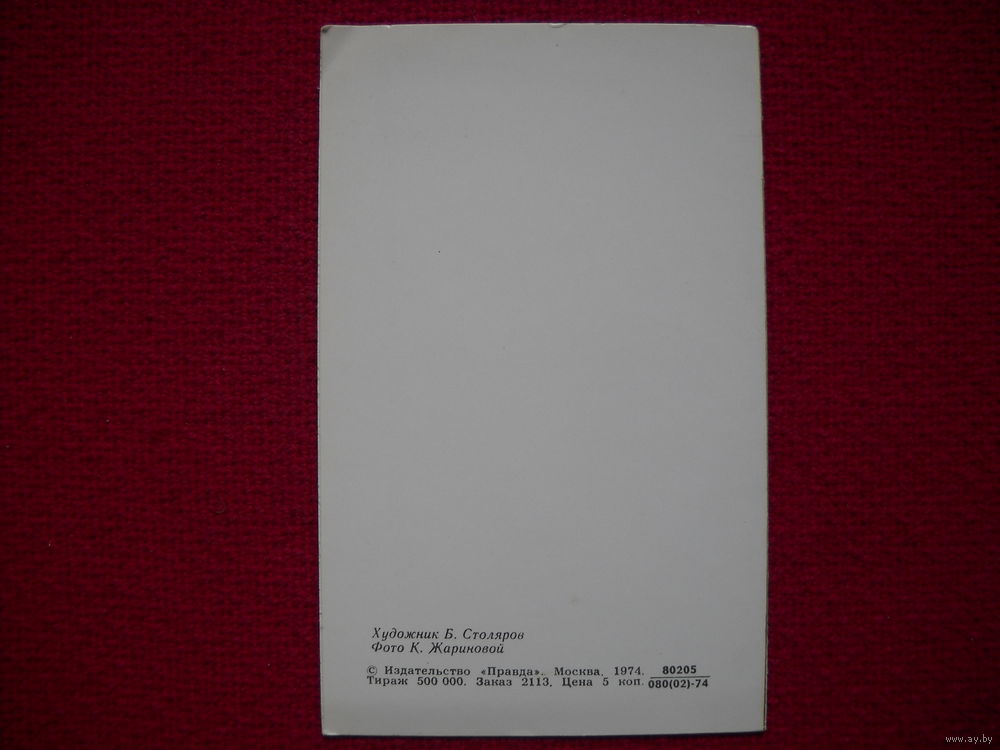 Художник Б. Столяров
Фото К. Жариновой
© Издательство «Правда». Москва, 1974. 80205
Тираж 500 000. Заказ 2113. Цена 5 коп. 080(02)-74
www.ay.by